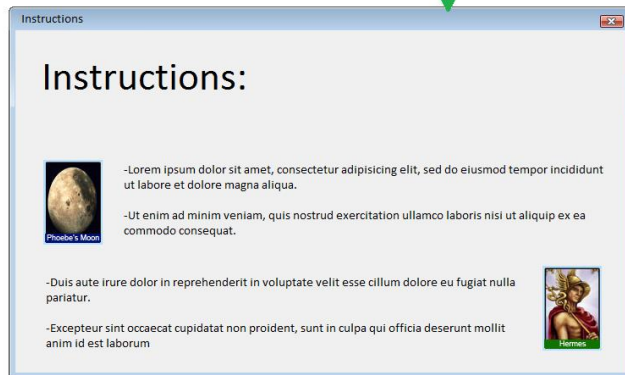 Instructions
Instructions:
-Lorem ipsum dolor sit amet, consectetur adipisicing elit, sed do eiusmod tempor incididunt
ut labore et dolore magna aliqua.
-Ut enim ad minim veniam, quis nostrud exercitation ullamco laboris nisi ut aliquip ex ea
commodo consequat.
Phoebe's Moon
-Duis aute irure dolor in reprehenderit in voluptate velit esse cillum dolore eu fugiat nulla
pariatur.
-Excepteur sint occaecat cupidatat non proident, sunt in culpa qui officia deserunt mollit
anim id est laborum
Hermes